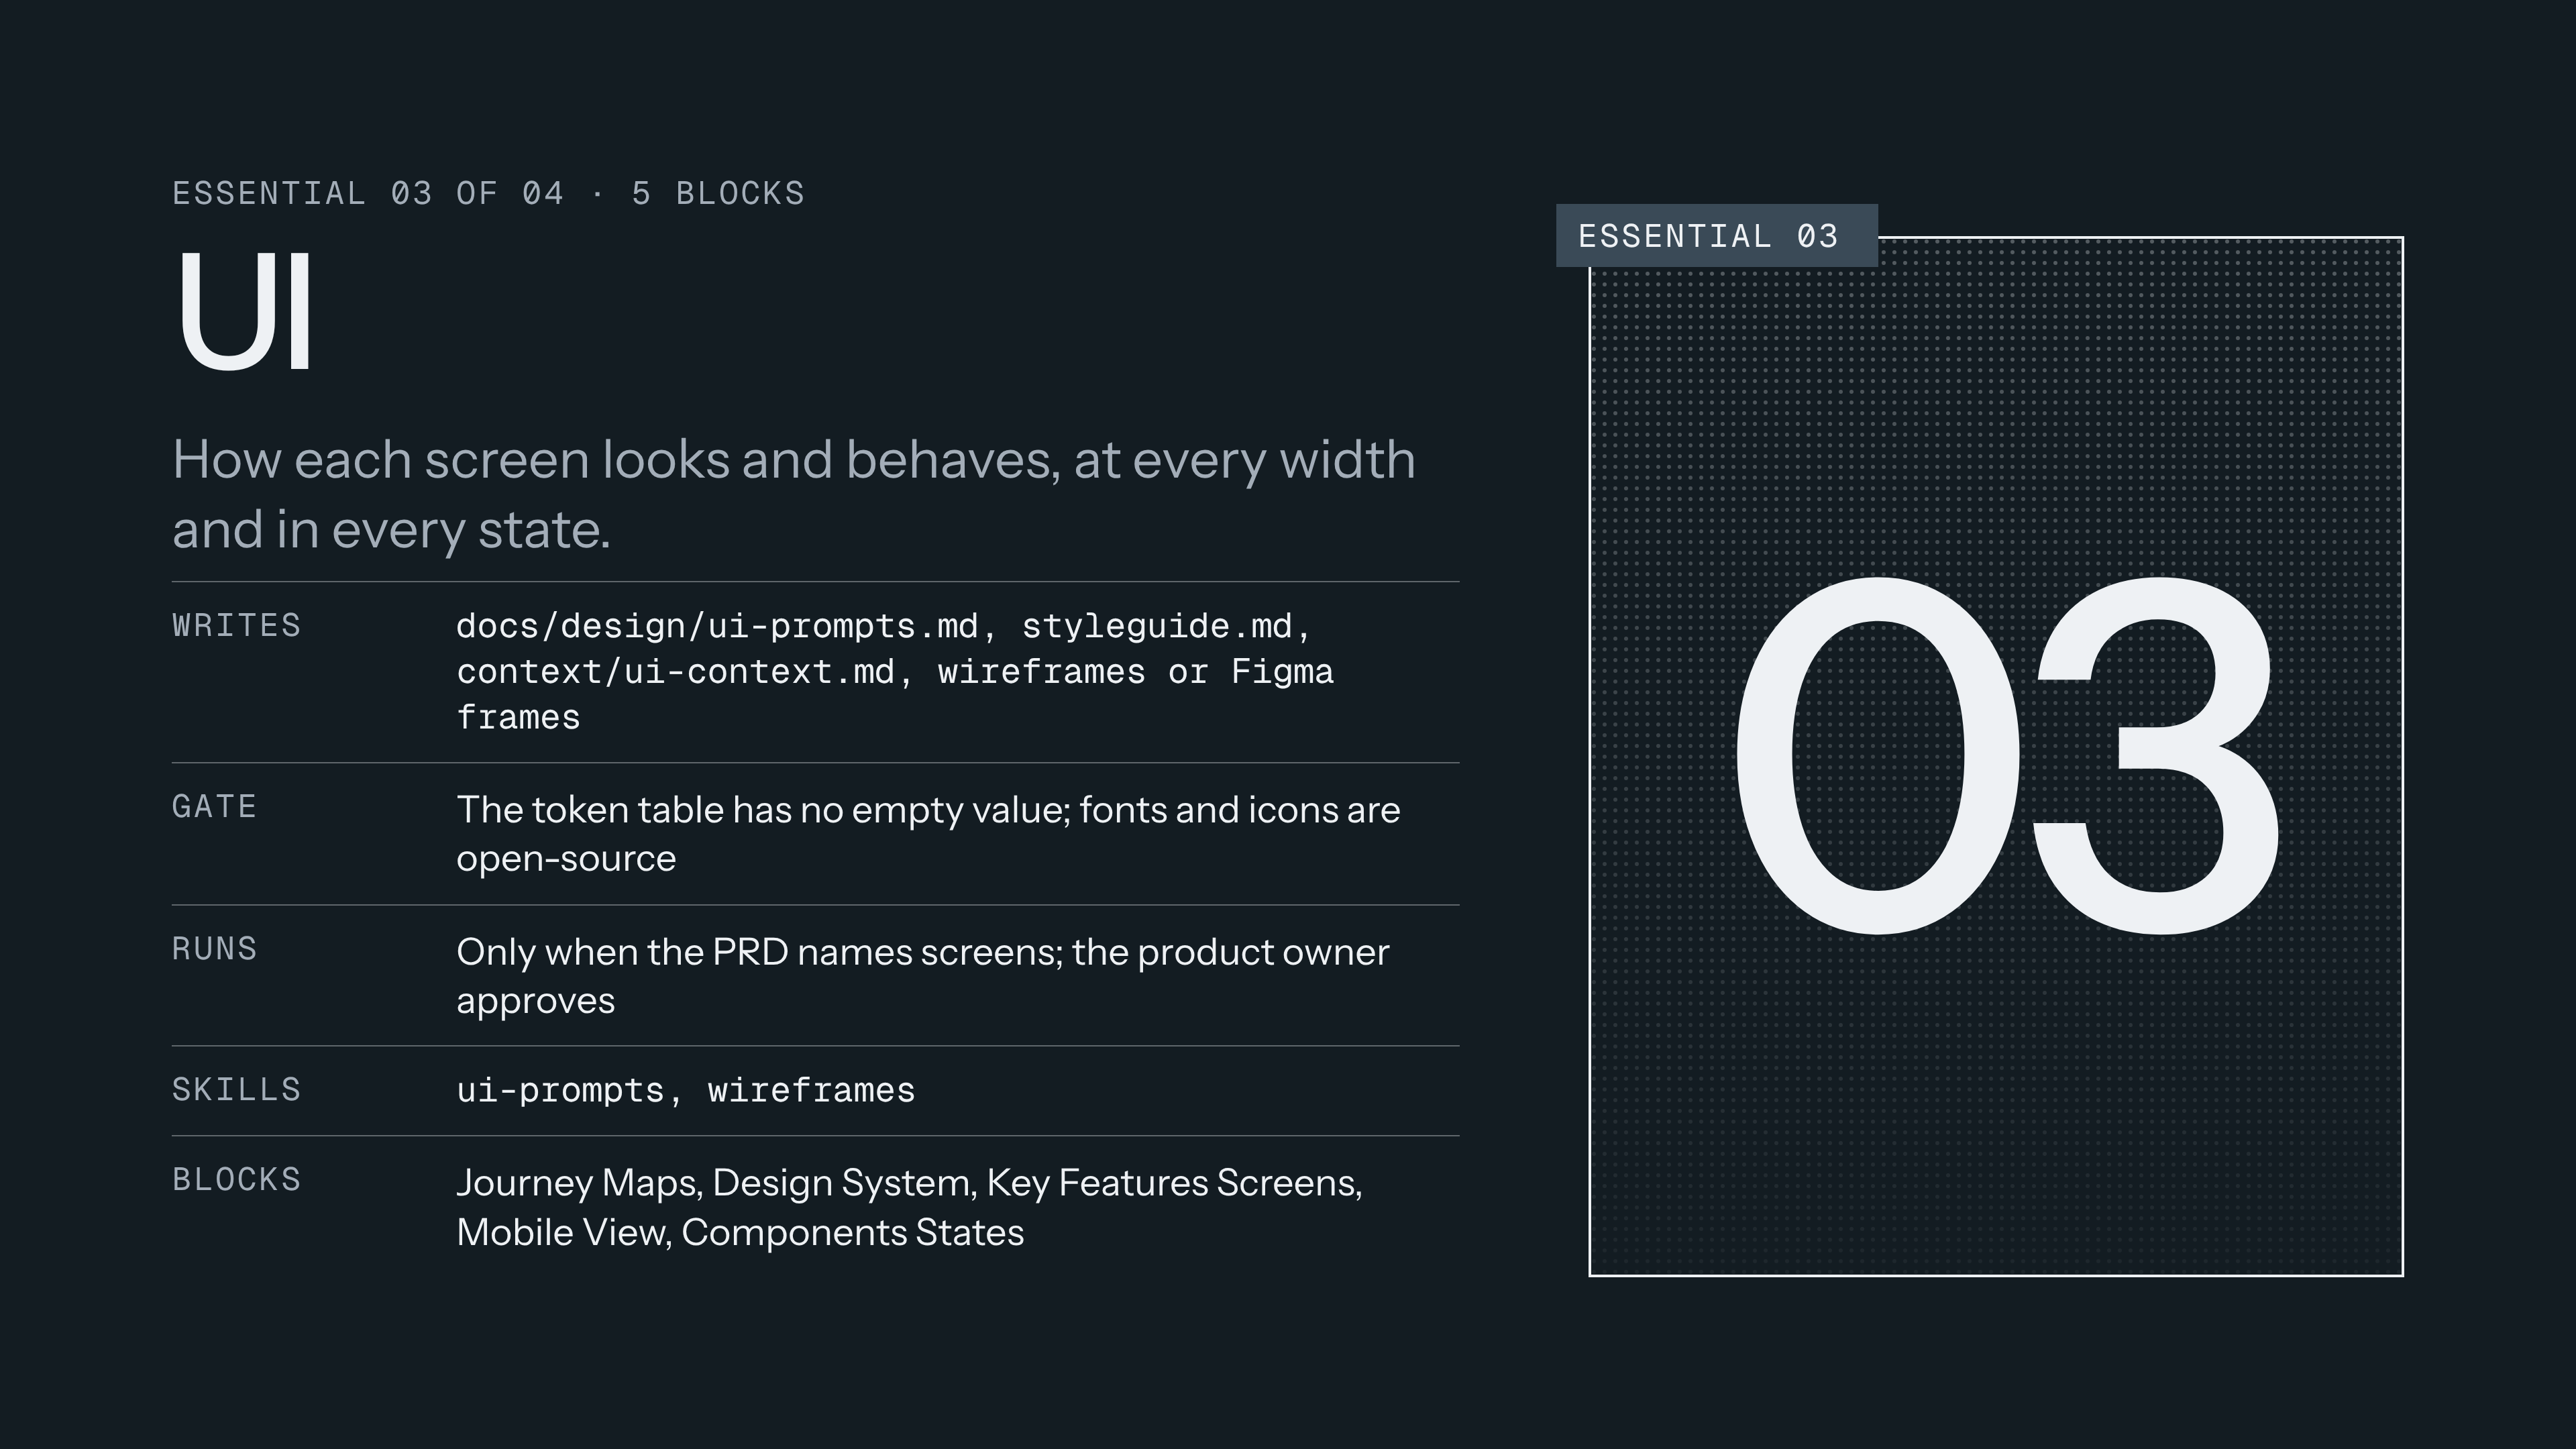 ESSENTIAL 03 OF 04 · 5 BLOCKS
UI
How each screen looks and behaves, at every width
and in every state.
WRITES
docs/design/ui-prompts.md, styleguide.md,
context/ui-context.md, wireframes or Figma
frames
GATE
The token table has no empty value; fonts and icons are
open-source
RUNS
Only when the PRD names screens; the product owner
approves
SKILLS
ui-prompts, wireframes
BLOCKS
Journey Maps, Design System, Key Features Screens,
Mobile View, Components States
ESSENTIAL 03
03